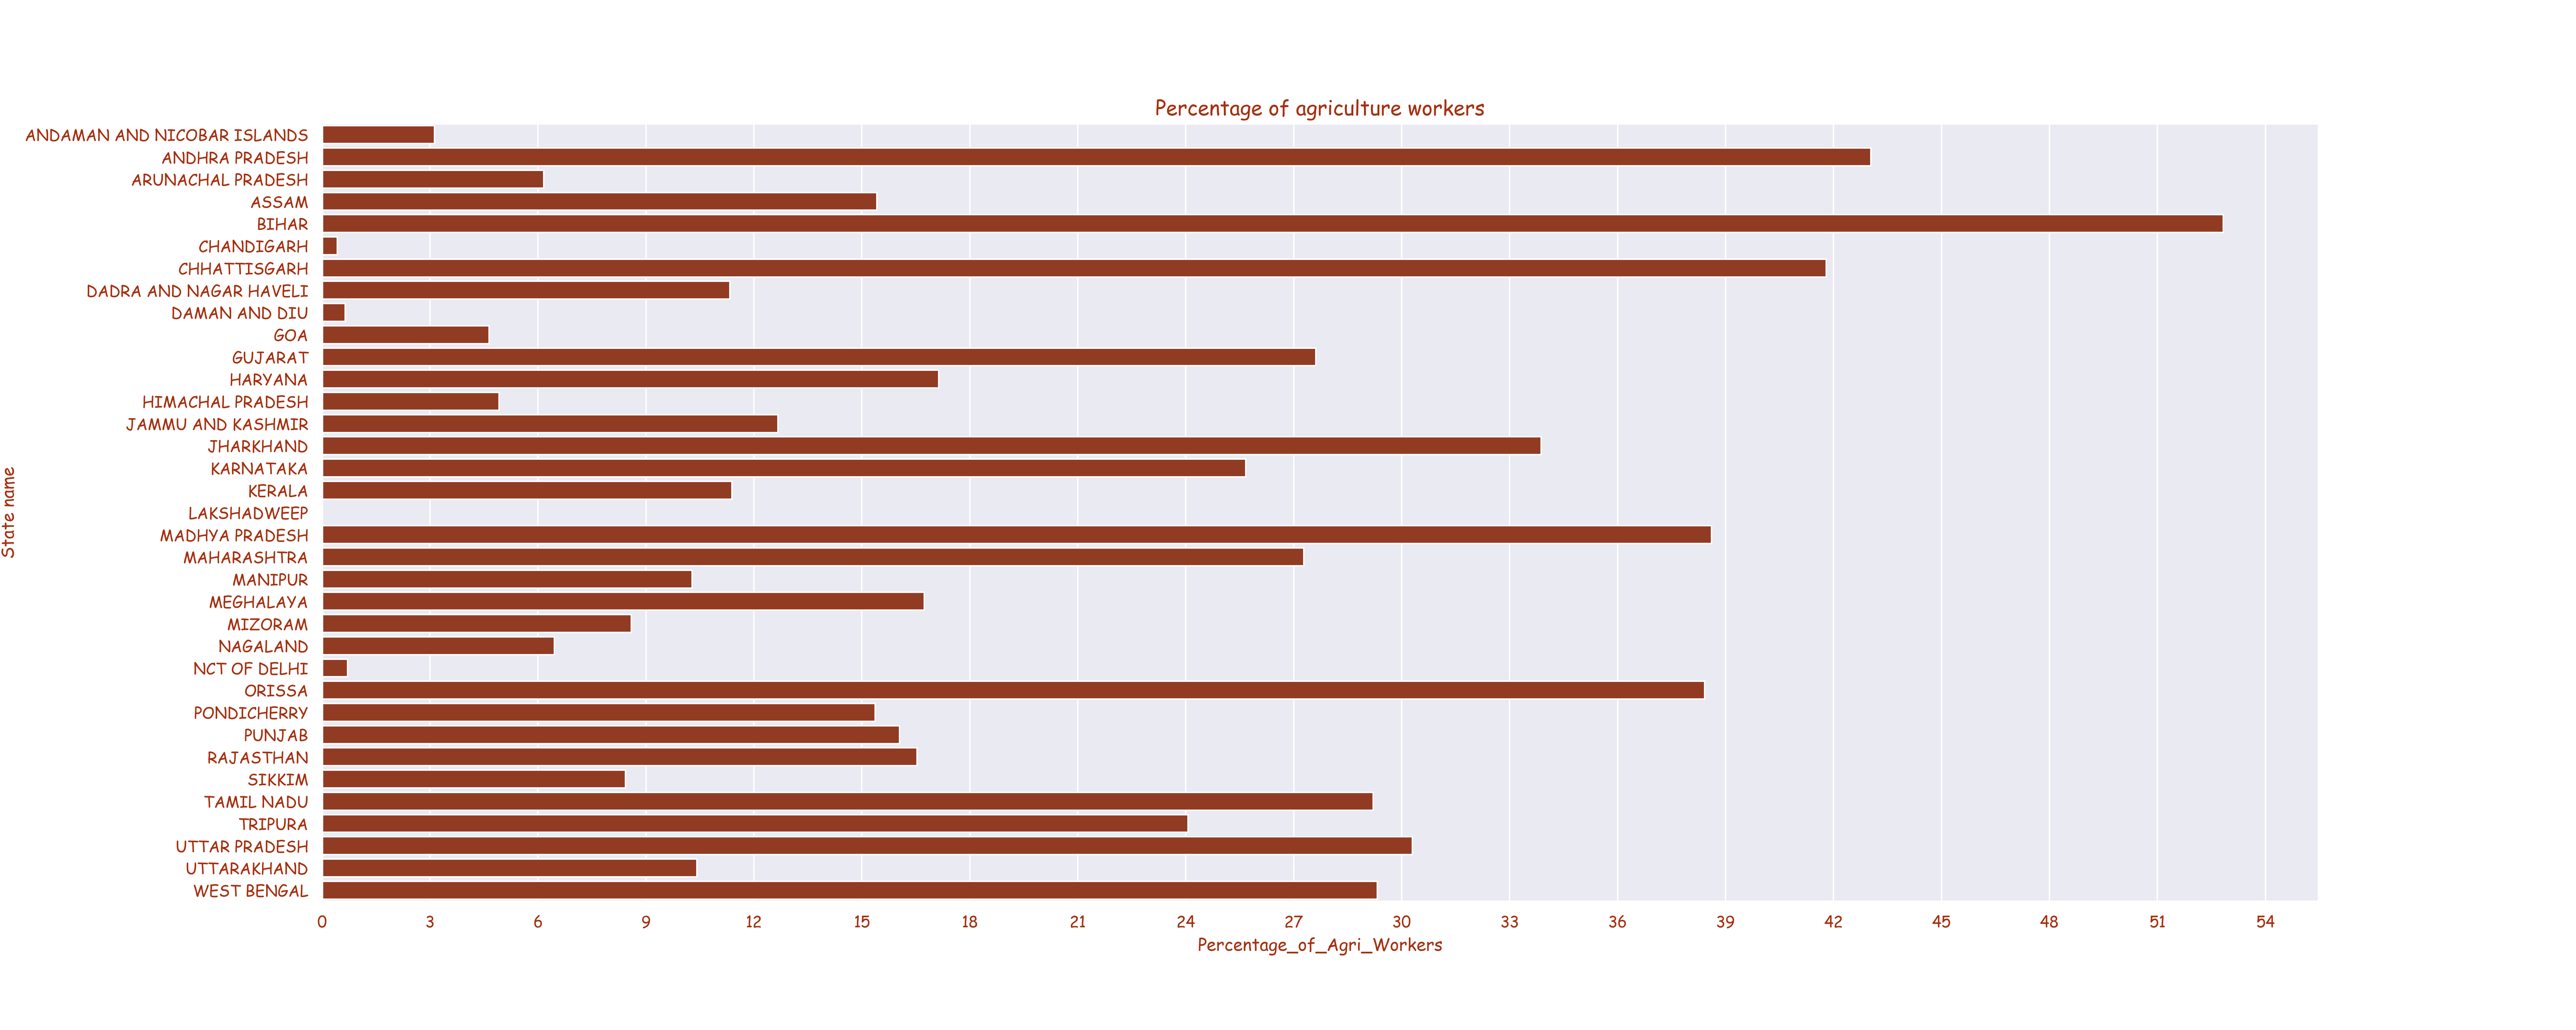 Percentage of agriculture workers
ANDAMAN AND NICOBAR ISLANDS
ANDHRA PRADESH
ARUNACHAL PRADESH
ASSAM
BIHAR
CHANDIGARH
CHHATTISGARH
DADRA AND NAGAR HAVELI
DAMAN AND DIU
GOA
GUJARAT
HARYANA
HIMACHAL PRADESH
JAMMU AND KASHMIR
JHARKHAND
KARNATAKA
KERALA
LAKSHADWEEP
MADHYA PRADESH
MAHARASHTRA
MANIPUR
MEGHALAYA
MIZORAM
NAGALAND
NCT OF DELHI
ORISSA
PONDICHERRY
PUNJAB
RAJASTHAN
SIKKIM
TAMIL NADU
TRIPURA
UTTAR PRADESH
UTTARAKHAND
WEST BENGAL
State name
0 3 6 9 12 15 18 21 24 27 30 33 36 39 42 45 48 51 54
Percentage_of_Agri_Workers